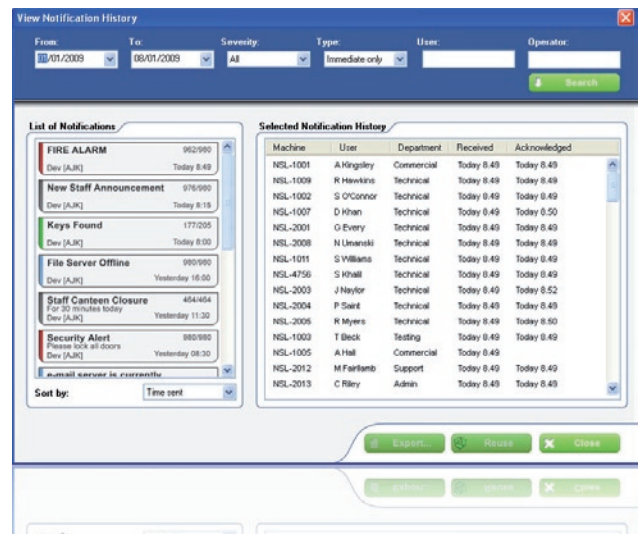 View Notification History
From: To: Severity: Type: User: Operator:
01/01/2009 08/01/2009 All Immediate only
Search
List of Notifications
FIRE ALARM 962/980
Dev [AJK] Today 8:49
New Staff Announcement 976/980
Dev [AJK] Today 8:15
Keys Found 177/205
Dev [AJK] Today 8:00
File Server Offline 980/980
Dev [AJK] Yesterday 16:00
Staff Canteen Closure 464/464
For 30 minutes today
Dev [AJK] Yesterday 11:30
Security Alert 980/980
Please lock all doors
Dev [AJK] Yesterday 08:30
e-mail server is currently
Sort by: Time sent
Selected Notification History
Machine User Department Received Acknowledged
NSL-1001 A Kingsley Commercial Today 8.49 Today 8.49
NSL-1009 R Hawkins Technical Today 8.49 Today 8.49
NSL-1002 S O'Connor Technical Today 8.49 Today 8.49
NSL-1007 D Khan Technical Today 8.49 Today 8.50
NSL-2001 G Every Technical Today 8.49 Today 8.49
NSL-2008 N Umanski Technical Today 8.49 Today 8.49
NSL-1011 S Williams Technical Today 8.49 Today 8.49
NSL-4756 S Khalil Technical Today 8.49 Today 8.49
NSL-2003 J Naylor Technical Today 8.49 Today 8.52
NSL-2004 P Saint Technical Today 8.49 Today 8.49
NSL-2005 R Myers Technical Today 8.49 Today 8.50
NSL-1003 T Beck Testing Today 8.49 Today 8.49
NSL-1005 A Hall Commercial Today 8.49
NSL-2012 M Fairllamb Support Today 8.49 Today 8.49
NSL-2013 C Riley Admin Today 8.49 Today 8.49
Export... Reuse Close